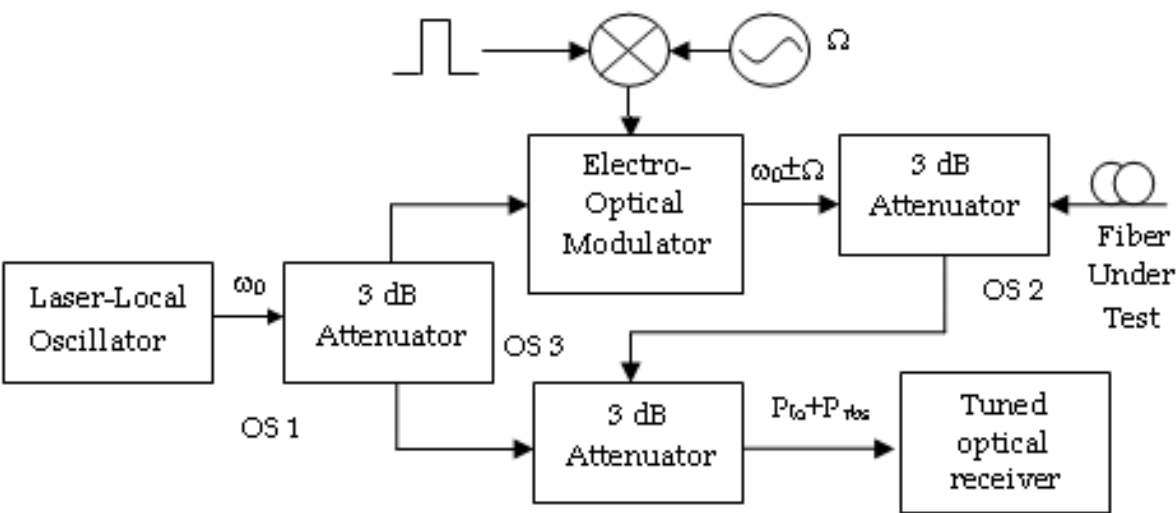 Ω
Electro-
Optical
Modulator
ω₀±Ω
3 dB
Attenuator
Fiber
Under
Test
OS 2
Laser-Local
Oscillator
ω₀
3 dB
Attenuator
OS 3
OS 1
3 dB
Attenuator
Pₗₒ+Pᵣbs
Tuned
optical
receiver